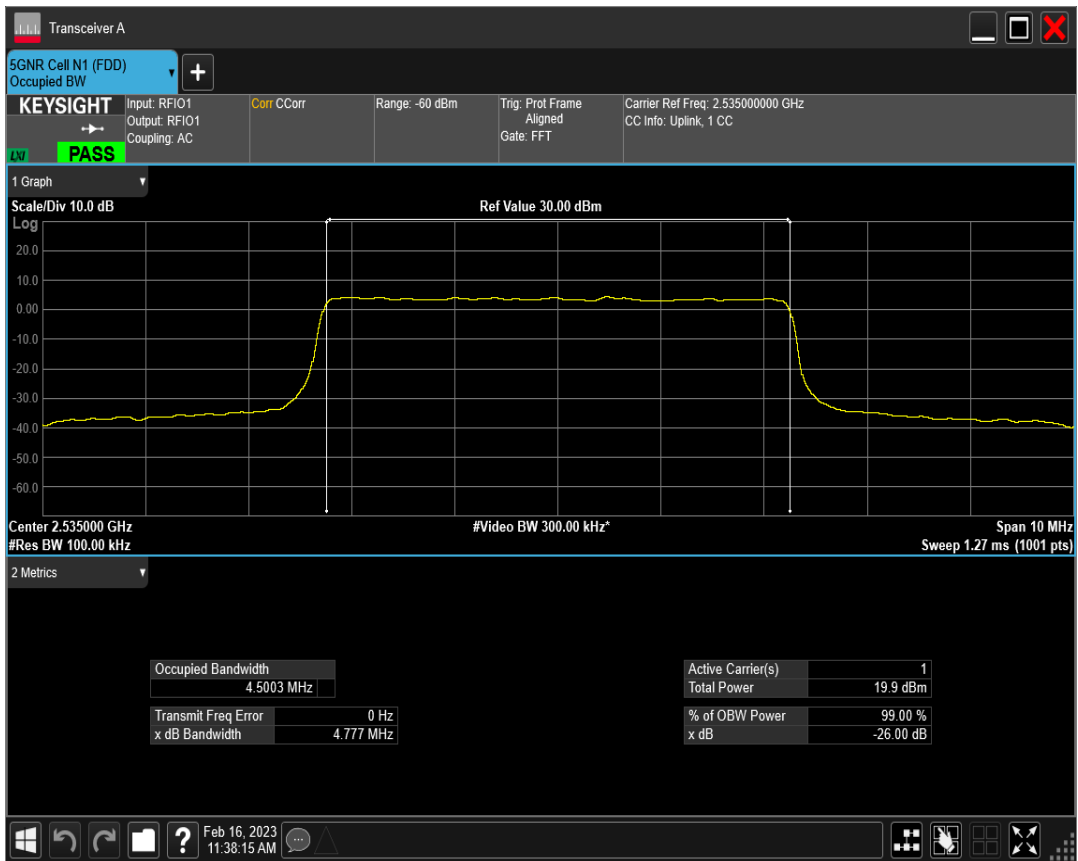 Transceiver A
5GNR Cell N1 (FDD)
Occupied BW
+
KEYSIGHT
LXI
PASS
Input: RFIO1
Output: RFIO1
Coupling: AC
Corr CCorr
Range: -60 dBm
Trig: Prot Frame
Aligned
Gate: FFT
Carrier Ref Freq: 2.535000000 GHz
CC Info: Uplink, 1 CC
1 Graph
Scale/Div 10.0 dB
Ref Value 30.00 dBm
Log
20.0
10.0
0.00
-10.0
-20.0
-30.0
-40.0
-50.0
-60.0
Center 2.535000 GHz
#Video BW 300.00 kHz*
Span 10 MHz
#Res BW 100.00 kHz
Sweep 1.27 ms (1001 pts)
2 Metrics
Occupied Bandwidth
4.5003 MHz
Transmit Freq Error 0 Hz
x dB Bandwidth 4.777 MHz
Active Carrier(s) 1
Total Power 19.9 dBm
% of OBW Power 99.00 %
x dB -26.00 dB
?
Feb 16, 2023
11:38:15 AM